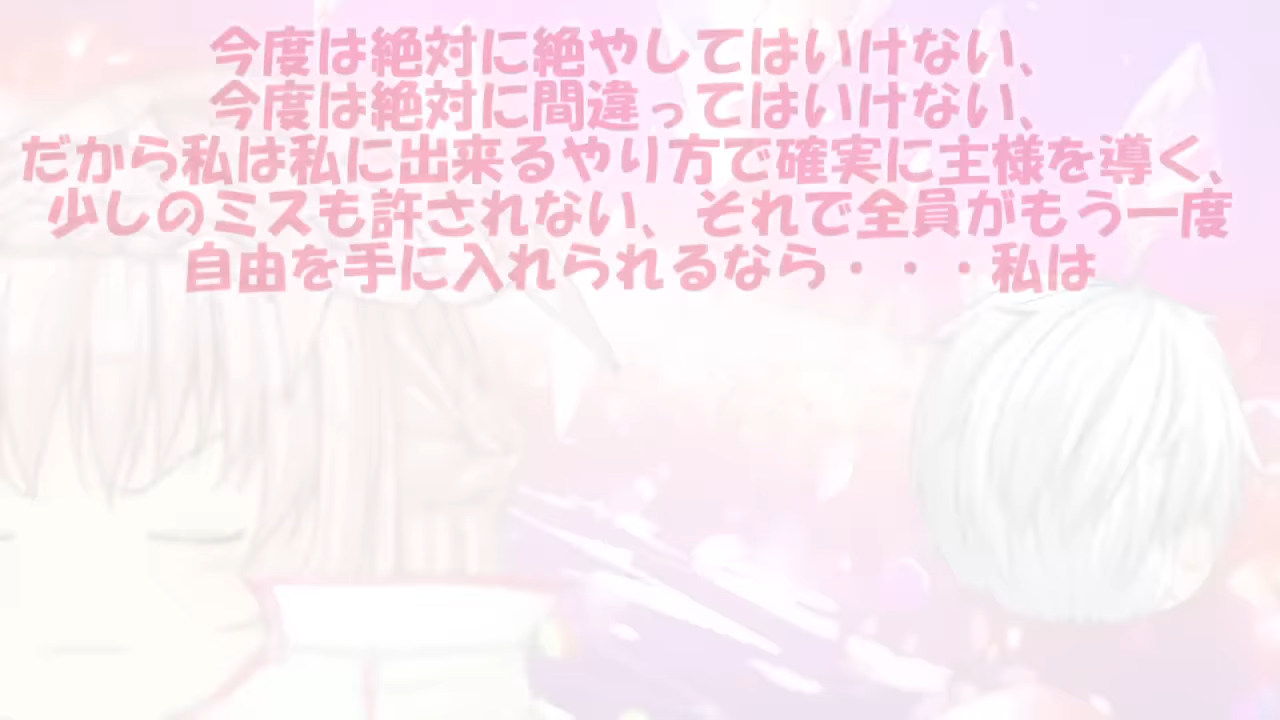 今度は絶対に絶やしてはいけない、
今度は絶対に間違ってはいけない、
だから私は私に出来るやり方で確実に主様を導く、
少しのミスも許されない、それで全員がもう一度
自由を手に入れられるなら・・・私は